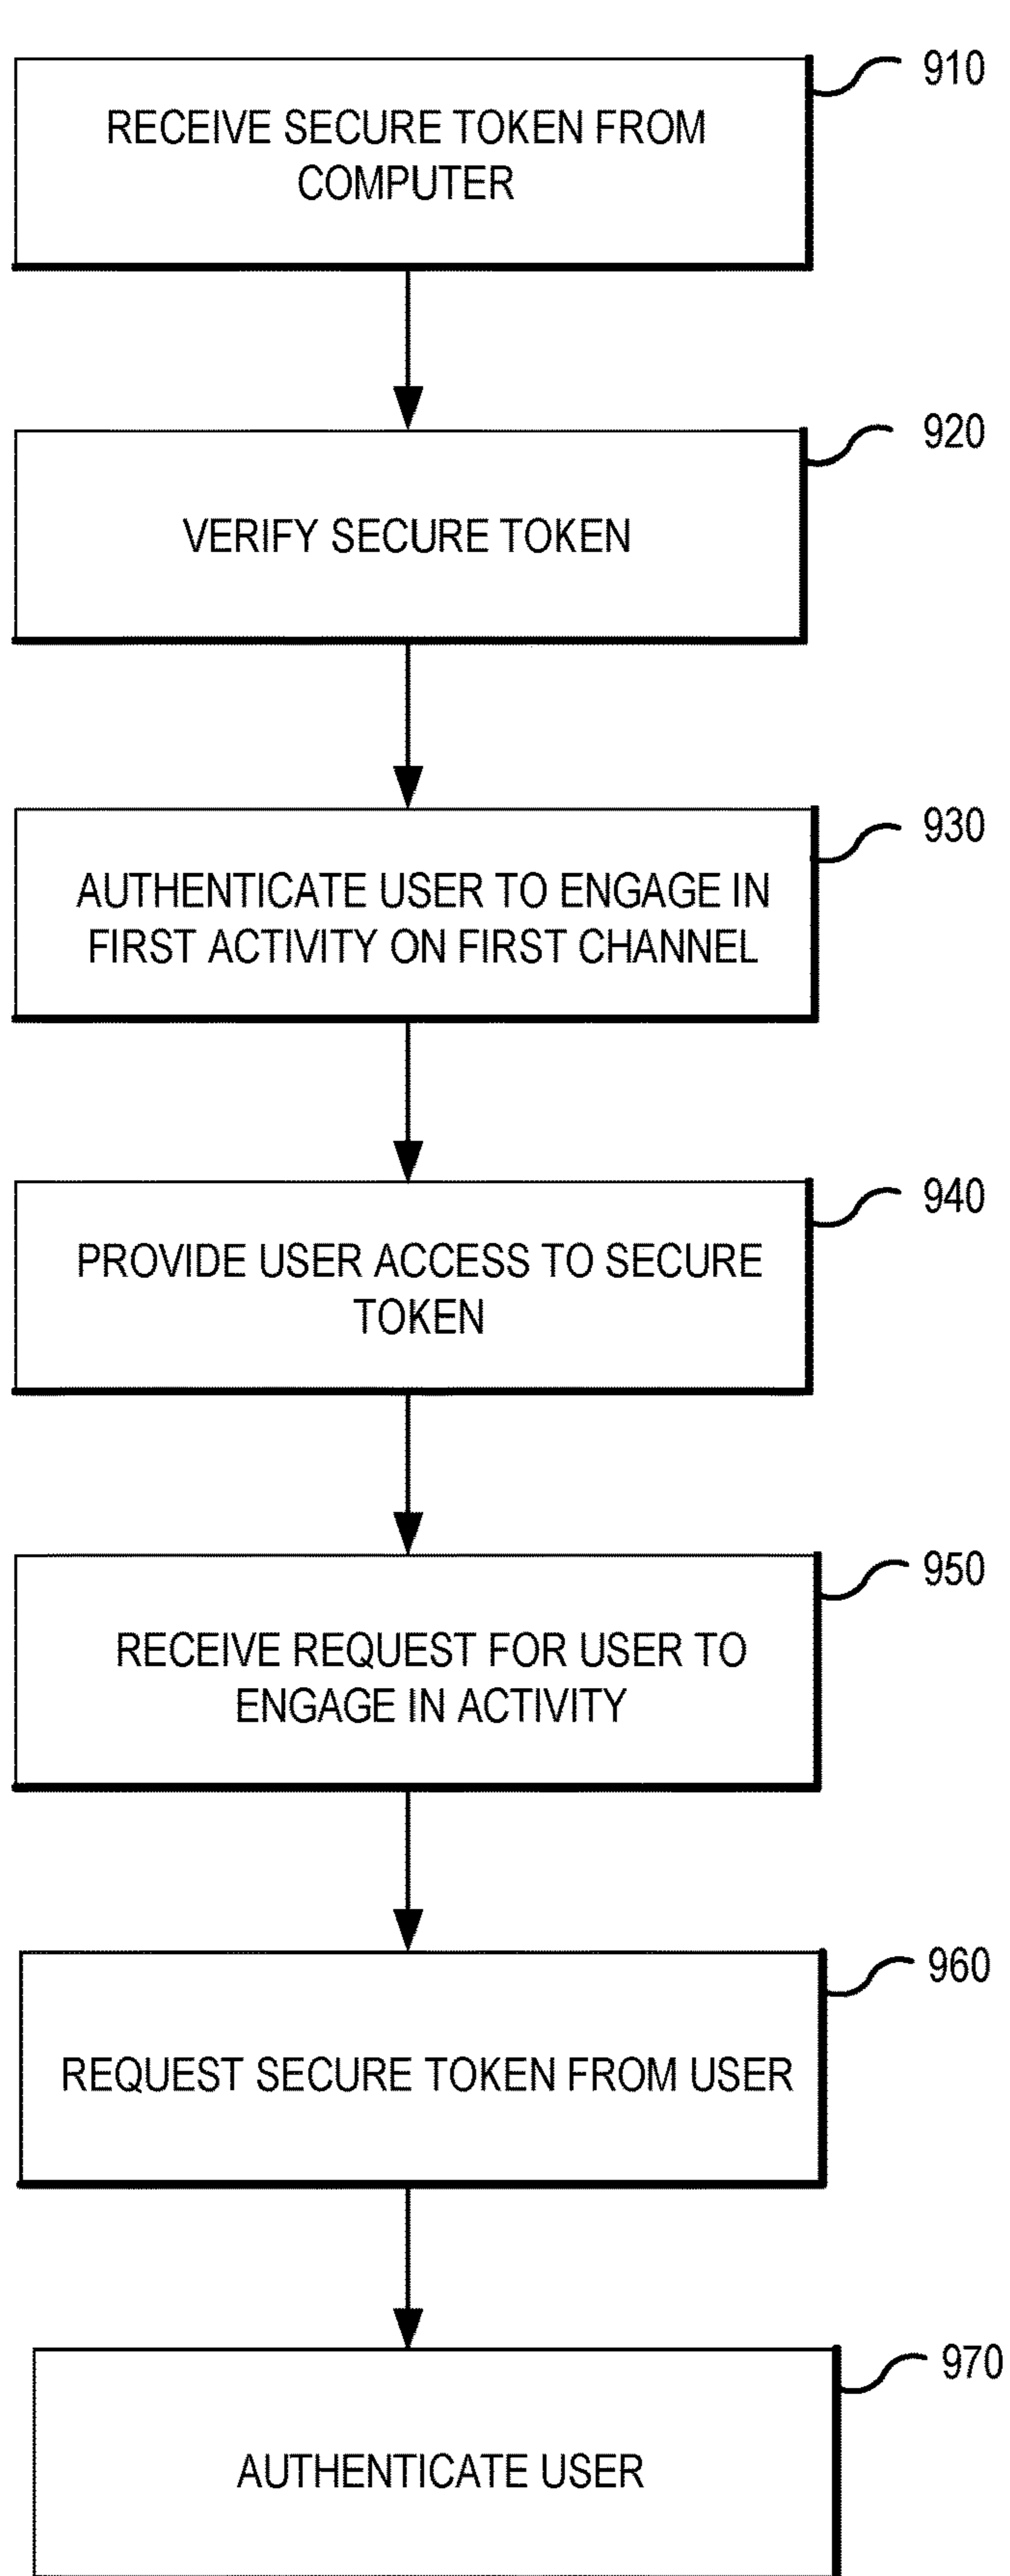 910
RECEIVE SECURE TOKEN FROM
COMPUTER
920
VERIFY SECURE TOKEN
930
AUTHENTICATE USER TO ENGAGE IN
FIRST ACTIVITY ON FIRST CHANNEL
940
PROVIDE USER ACCESS TO SECURE
TOKEN
950
RECEIVE REQUEST FOR USER TO
ENGAGE IN ACTIVITY
960
REQUEST SECURE TOKEN FROM USER
970
AUTHENTICATE USER